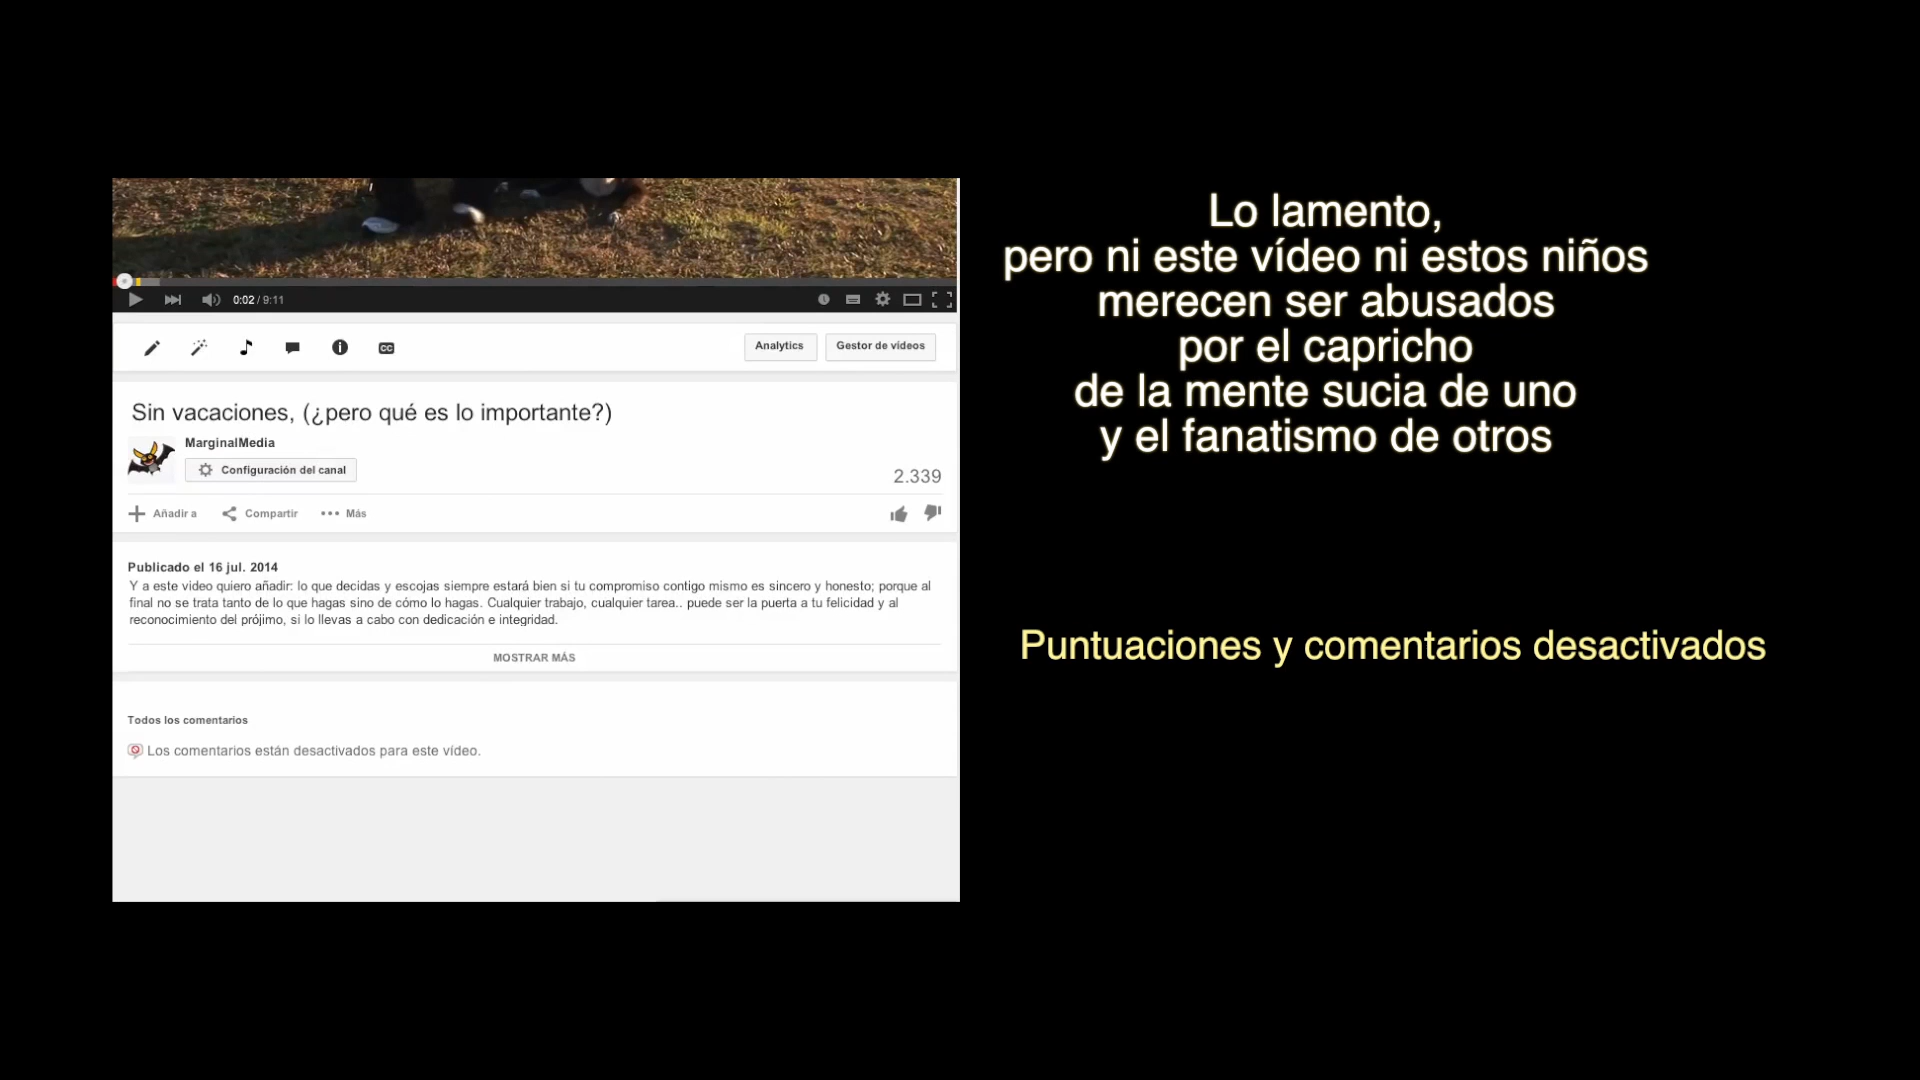 0:02 / 9:11
Analytics
Gestor de vídeos
Sin vacaciones, (¿pero qué es lo importante?)
MarginalMedia
Configuración del canal
2.339
Añadir a
Compartir
Más
Publicado el 16 jul. 2014
Y a este video quiero añadir: lo que decidas y escojas siempre estará bien si tu compromiso contigo mismo es sincero y honesto; porque al
final no se trata tanto de lo que hagas sino de cómo lo hagas. Cualquier trabajo, cualquier tarea.. puede ser la puerta a tu felicidad y al
reconocimiento del prójimo, si lo llevas a cabo con dedicación e integridad.
MOSTRAR MÁS
Todos los comentarios
Los comentarios están desactivados para este vídeo.
Lo lamento,
pero ni este vídeo ni estos niños
merecen ser abusados
por el capricho
de la mente sucia de uno
y el fanatismo de otros
Puntuaciones y comentarios desactivados